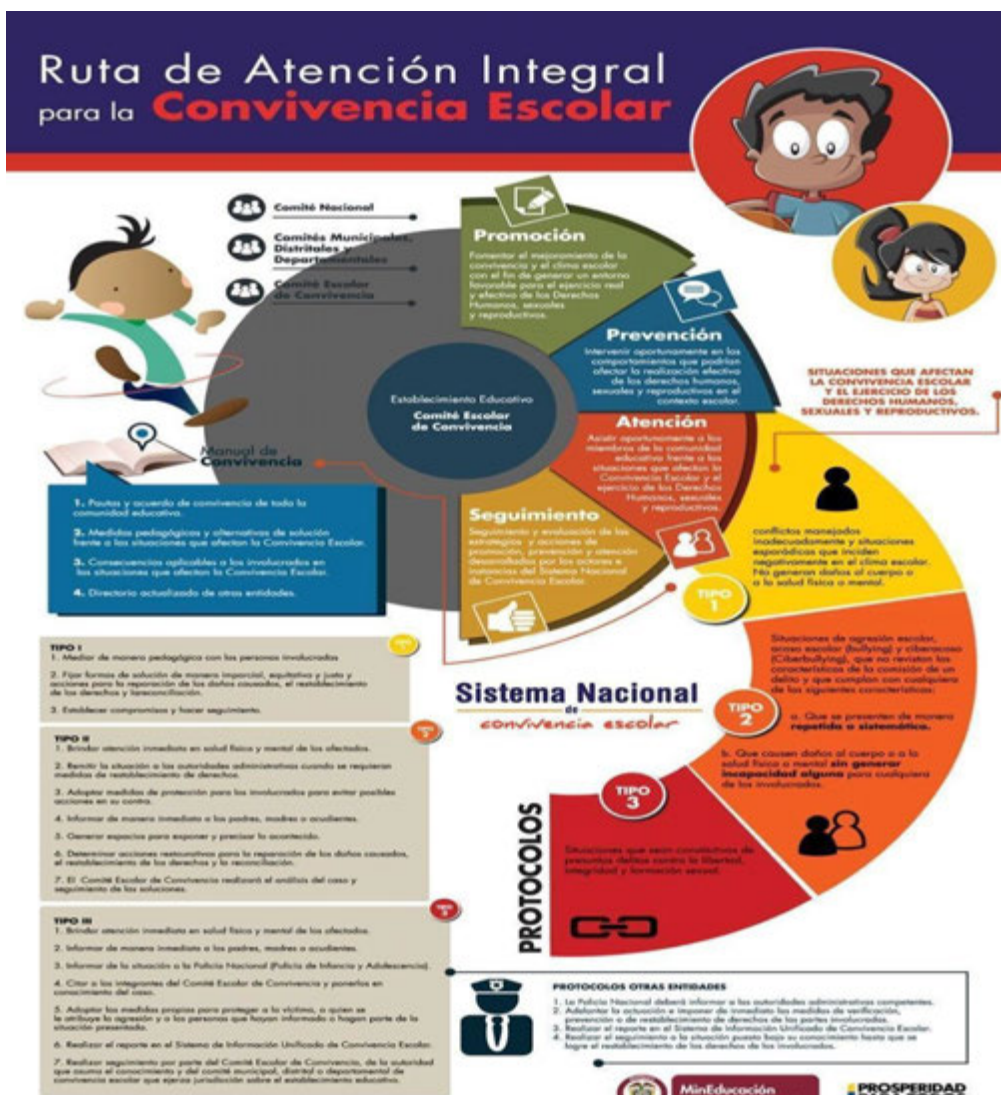 Ruta de Atención Integral
para la Convivencia Escolar
Comité Nacional
Comités Municipales,
Distritales y
Departamentales
Comité Escolar
de Convivencia
Promoción
Fomentar el mejoramiento de la
convivencia y el clima escolar
con el fin de generar un entorno
favorable para el ejercicio real
y efectivo de los Derechos
Humanos, sexuales
y reproductivos.
Prevención
Intervenir oportunamente en los
comportamientos que podrían
afectar la realización efectiva
de los derechos humanos,
sexuales y reproductivos en el
contexto escolar.
Establecimiento Educativo
Comité Escolar
de Convivencia
Atención
Asistir oportunamente a los
miembros de la comunidad
educativa frente a las
situaciones que afectan la
Convivencia Escolar y el
ejercicio de los Derechos
Humanos, sexuales
y reproductivos.
Seguimiento
Seguimiento y evaluación de las
estrategias y acciones de
promoción, prevención y atención
desarrolladas por los actores e
instancias del Sistema Nacional
de Convivencia Escolar.
SITUACIONES QUE AFECTAN
LA CONVIVENCIA ESCOLAR
Y EL EJERCICIO DE LOS
DERECHOS HUMANOS,
SEXUALES Y REPRODUCTIVOS.
Manual de
Convivencia
1. Pautas y acuerdo de convivencia de toda la
comunidad educativa.
2. Medidas pedagógicas y alternativas de solución
frente a las situaciones que afectan la Convivencia Escolar.
3. Consecuencias aplicables a los involucrados en
las situaciones que afectan la Convivencia Escolar.
4. Directorio actualizado de otras entidades.
TIPO
1
conflictos manejados
inadecuadamente y situaciones
esporádicas que inciden
negativamente en el clima escolar.
No generan daños al cuerpo o
a la salud física o mental.
TIPO
2
Situaciones de agresión escolar,
acoso escolar (bullying) y ciberacoso
(Ciberbullying), que no revistan las
características de la comisión de un
delito y que cumplan con cualquiera
de las siguientes características:
a. Que se presenten de manera
repetida o sistemática.
b. Que causen daños al cuerpo o a la
salud física o mental sin generar
incapacidad alguna para cualquiera
de los involucrados.
TIPO
3
Situaciones que sean constitutivas de
presuntos delitos contra la libertad,
integridad y formación sexual.
Sistema Nacional
de
convivencia escolar
PROTOCOLOS
TIPO I
1. Mediar de manera pedagógica con las personas involucradas
2. Fijar formas de solución de manera imparcial, equitativa y justa y
acciones para la reparación de los daños causados, el restablecimiento
de los derechos y lareconciliación.
3. Establecer compromisos y hacer seguimiento.
TIPO II
1. Brindar atención inmediata en salud física y mental de los afectados.
2. Remitir la situación a las autoridades administrativas cuando se requieran
medidas de restablecimiento de derechos.
3. Adoptar medidas de protección para los involucrados para evitar posibles
acciones en su contra.
4. Informar de manera inmediata a los padres, madres o acudientes.
5. Generar espacios para exponer y precisar lo acontecido.
6. Determinar acciones restaurativas para la reparación de los daños causados,
el restablecimiento de los derechos y la reconciliación.
7. El Comité Escolar de Convivencia realizará el análisis del caso y
seguimiento de las soluciones.
TIPO III
1. Brindar atención inmediata en salud física y mental de los afectados.
2. Informar de manera inmediata a los padres, madres o acudientes.
3. Informar de la situación a la Policía Nacional (Policía de Infancia y Adolescencia).
4. Citar a los integrantes del Comité Escolar de Convivencia y ponerlos en
conocimiento del caso.
5. Adoptar las medidas propias para proteger a la víctima, a quien se
le atribuye la agresión y a las personas que hayan informado o hagan parte de la
situación presentada.
6. Realizar el reporte en el Sistema de Información Unificado de Convivencia Escolar.
7. Realizar seguimiento por parte del Comité Escolar de Convivencia, de la autoridad
que asuma el conocimiento y del comité municipal, distrital o departamental de
convivencia escolar que ejerza jurisdicción sobre el establecimiento educativo.
PROTOCOLOS OTRAS ENTIDADES
1. La Policía Nacional deberá informar a las autoridades administrativas competentes.
2. Adelantar la actuación e imponer de inmediato las medidas de verificación,
prevención o de restablecimiento de derechos de las partes involucradas.
3. Realizar el reporte en el Sistema de Información Unificado de Convivencia Escolar.
4. Realizar el seguimiento a la situación puesta bajo su conocimiento hasta que se
logre el restablecimiento de los derechos de los involucrados.
MinEducación
PROSPERIDAD